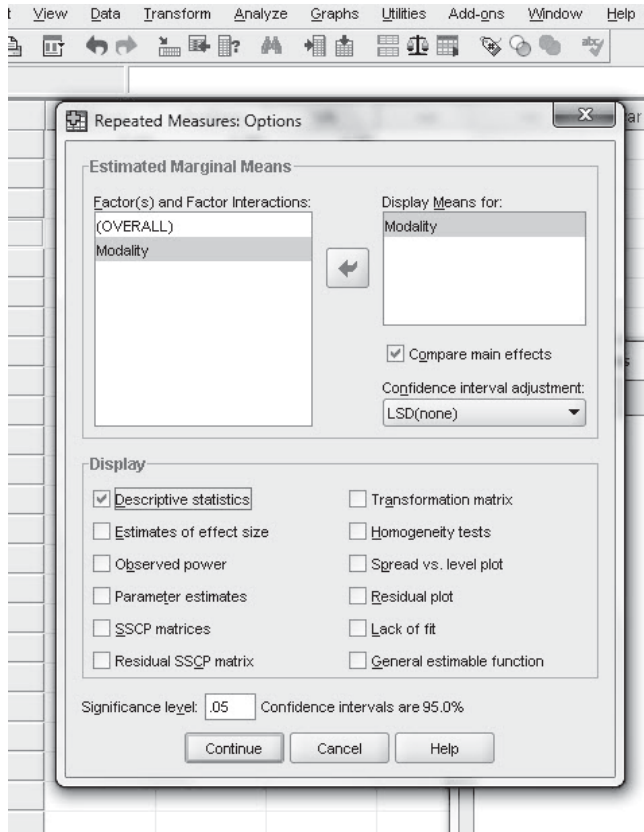 View Data Transform Analyze Graphs Utilities Add-ons Window Help
Repeated Measures: Options
Estimated Marginal Means
Factor(s) and Factor Interactions:
(OVERALL)
Modality
Display Means for:
Modality
Compare main effects
Confidence interval adjustment:
LSD(none)
Display
Descriptive statistics
Estimates of effect size
Observed power
Parameter estimates
SSCP matrices
Residual SSCP matrix
Transformation matrix
Homogeneity tests
Spread vs. level plot
Residual plot
Lack of fit
General estimable function
Significance level: .05 Confidence intervals are 95.0%
Continue Cancel Help